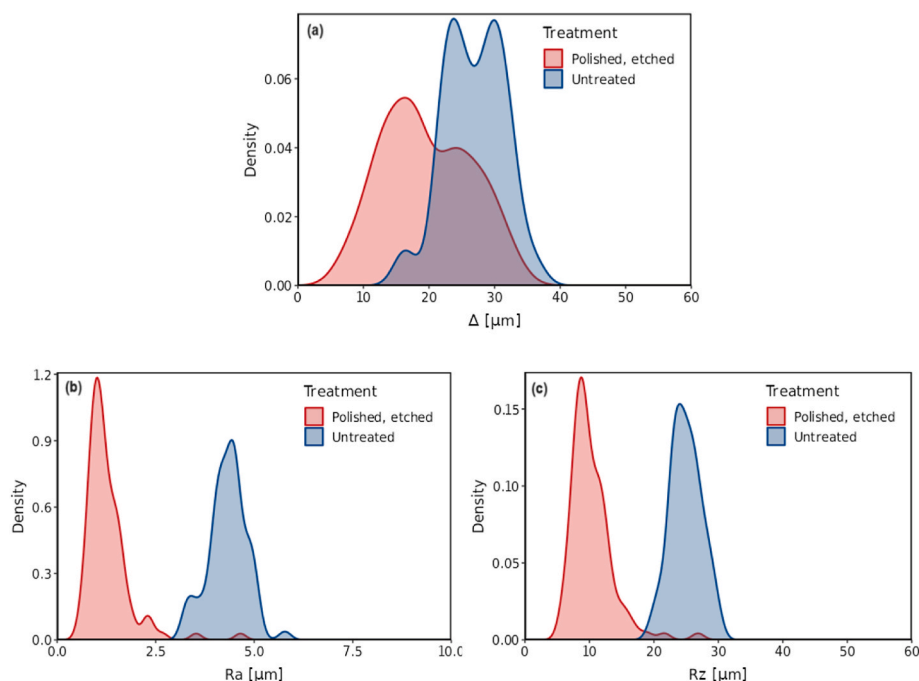 (a)
Treatment
Polished, etched
Untreated
Density
0.06
0.04
0.02
0.00
0 10 20 30 40 50 60
Δ [μm]
(b)
Treatment
Polished, etched
Untreated
Density
1.2
0.9
0.6
0.3
0.0
0.0 2.5 5.0 7.5 10.0
Ra [μm]
(c)
Treatment
Polished, etched
Untreated
Density
0.15
0.10
0.05
0.00
0 10 20 30 40 50 60
Rz [μm]